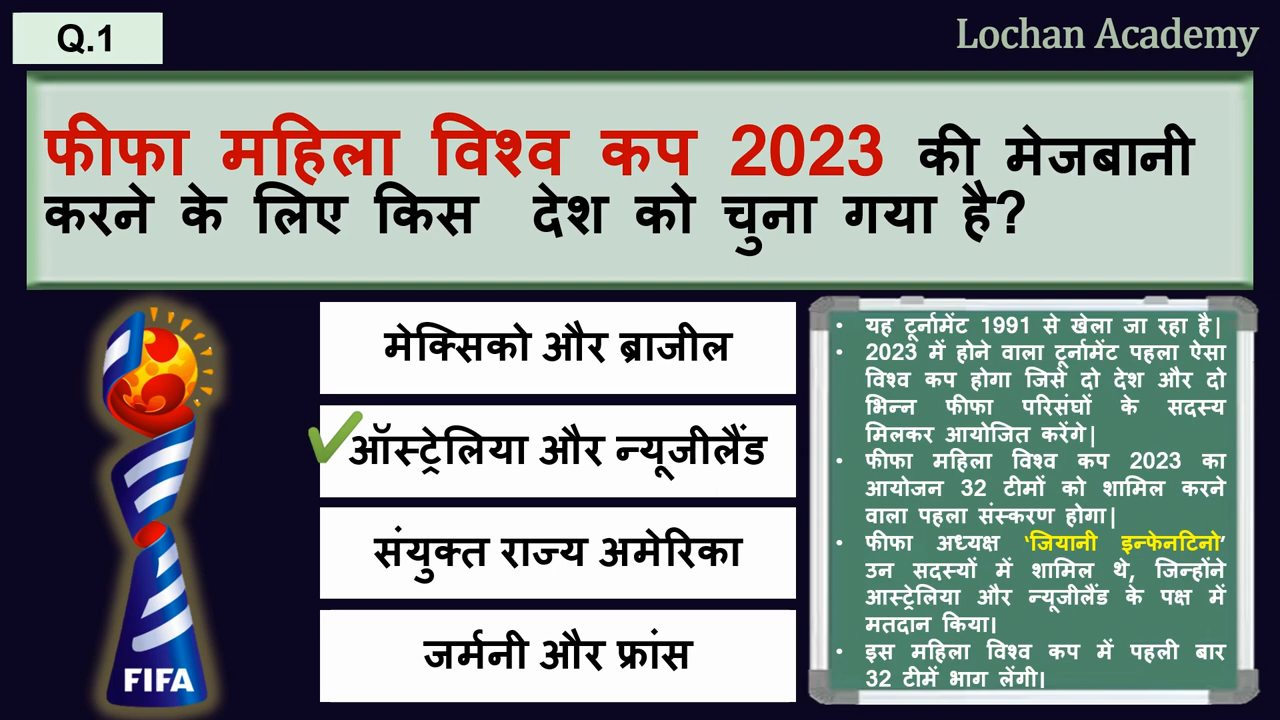 Q.1
Lochan Academy
फीफा महिला विश्व कप 2023 की मेजबानी
करने के लिए किस देश को चुना गया है?
मेक्सिको और ब्राजील
ऑस्ट्रेलिया और न्यूजीलैंड
संयुक्त राज्य अमेरिका
जर्मनी और फ्रांस
FIFA
• यह टूर्नामेंट 1991 से खेला जा रहा है|
• 2023 में होने वाला टूर्नामेंट पहला ऐसा
विश्व कप होगा जिसे दो देश और दो
भिन्न फीफा परिसंघों के सदस्य
मिलकर आयोजित करेंगे|
• फीफा महिला विश्व कप 2023 का
आयोजन 32 टीमों को शामिल करने
वाला पहला संस्करण होगा|
• फीफा अध्यक्ष ‘जियानी इन्फेनटिनो’
उन सदस्यों में शामिल थे, जिन्होंने
आस्ट्रेलिया और न्यूजीलैंड के पक्ष में
मतदान किया।
• इस महिला विश्व कप में पहली बार
32 टीमें भाग लेंगी।